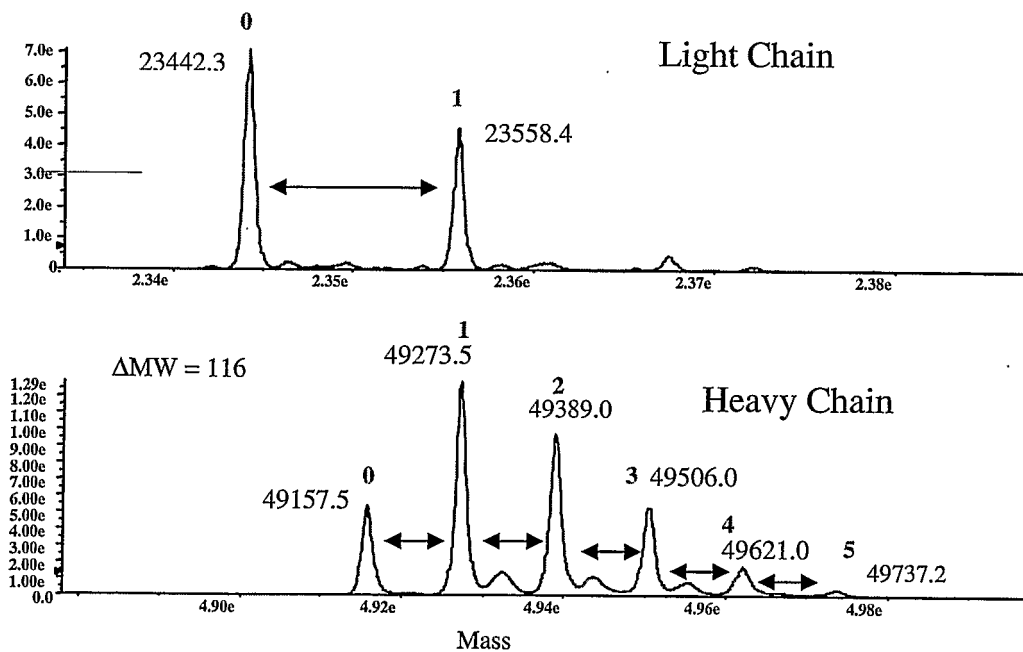 0
7.0e
Light Chain
23442.3
6.0e
1
5.0e
23558.4
4.0e
3.0e
2.0e
1.0e
0
2.34e 2.35e 2.36e 2.37e 2.38e
1
49273.5
ΔMW = 116
2
49389.0
Heavy Chain
1.29e
1.20e
1.10e
1.00e
9.00e
8.00e
7.00e
6.00e
5.00e
4.00e
3.00e
2.00e
1.00e
0.0
0
49157.5
3 49506.0
4
49621.0
5
49737.2
4.90e 4.92e 4.94e 4.96e 4.98e
Mass